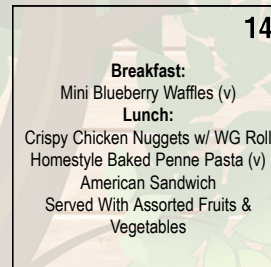 14
Breakfast:
Mini Blueberry Waffles (v)
Lunch:
Crispy Chicken Nuggets w/ WG Roll
Homestyle Baked Penne Pasta (v)
American Sandwich
Served With Assorted Fruits &
Vegetables